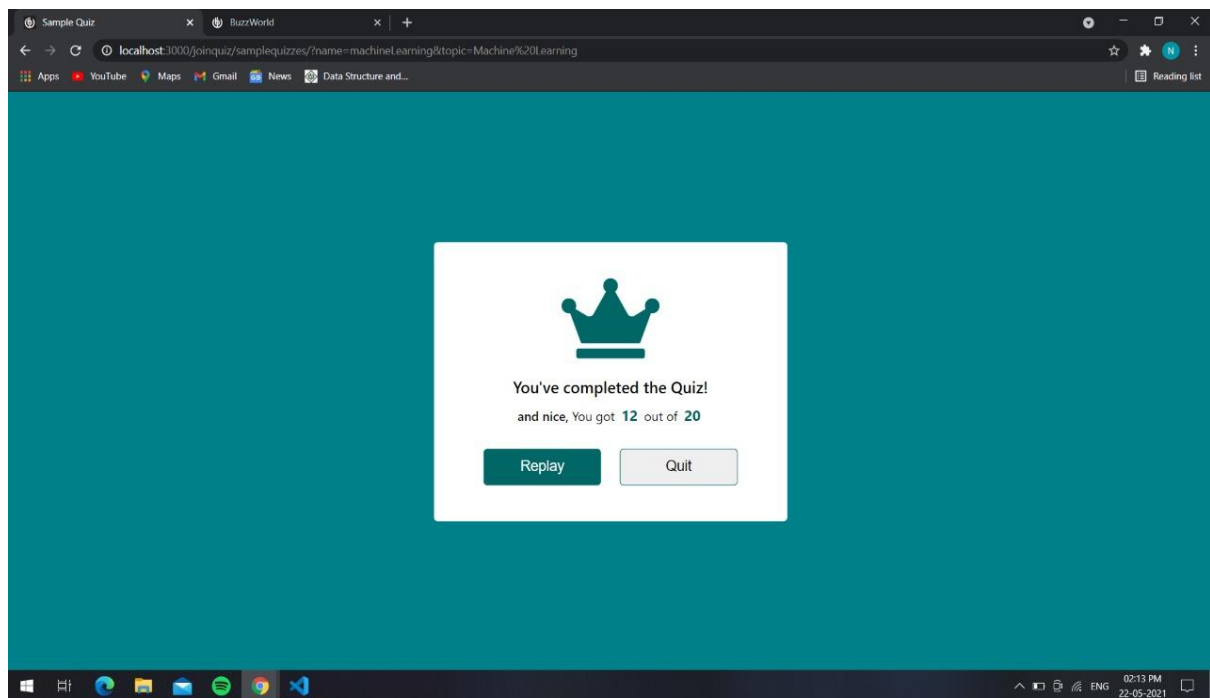 Sample Quiz
BuzzWorld
localhost:3000/joinquiz/samplequizzes/?name=machineLearning&topic=Machine%20Learning
N
Apps YouTube Maps Gmail News Data Structure and...
Reading list
You've completed the Quiz!
and nice, You got 12 out of 20
Replay Quit
ENG
02:13 PM
22-05-2021